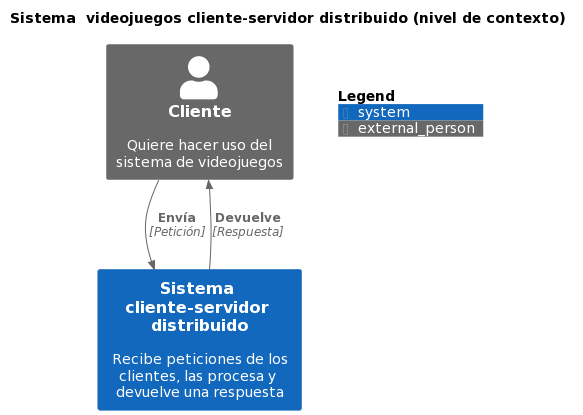 Sistema  videojuegos cliente-servidor distribuido (nivel de contexto)
Cliente
Quiere hacer uso del
sistema de videojuegos
Legend
system
external_person
Envía
[Petición]
Devuelve
[Respuesta]
Sistema
cliente-servidor
distribuido
Recibe peticiones de los
clientes, las procesa y
devuelve una respuesta